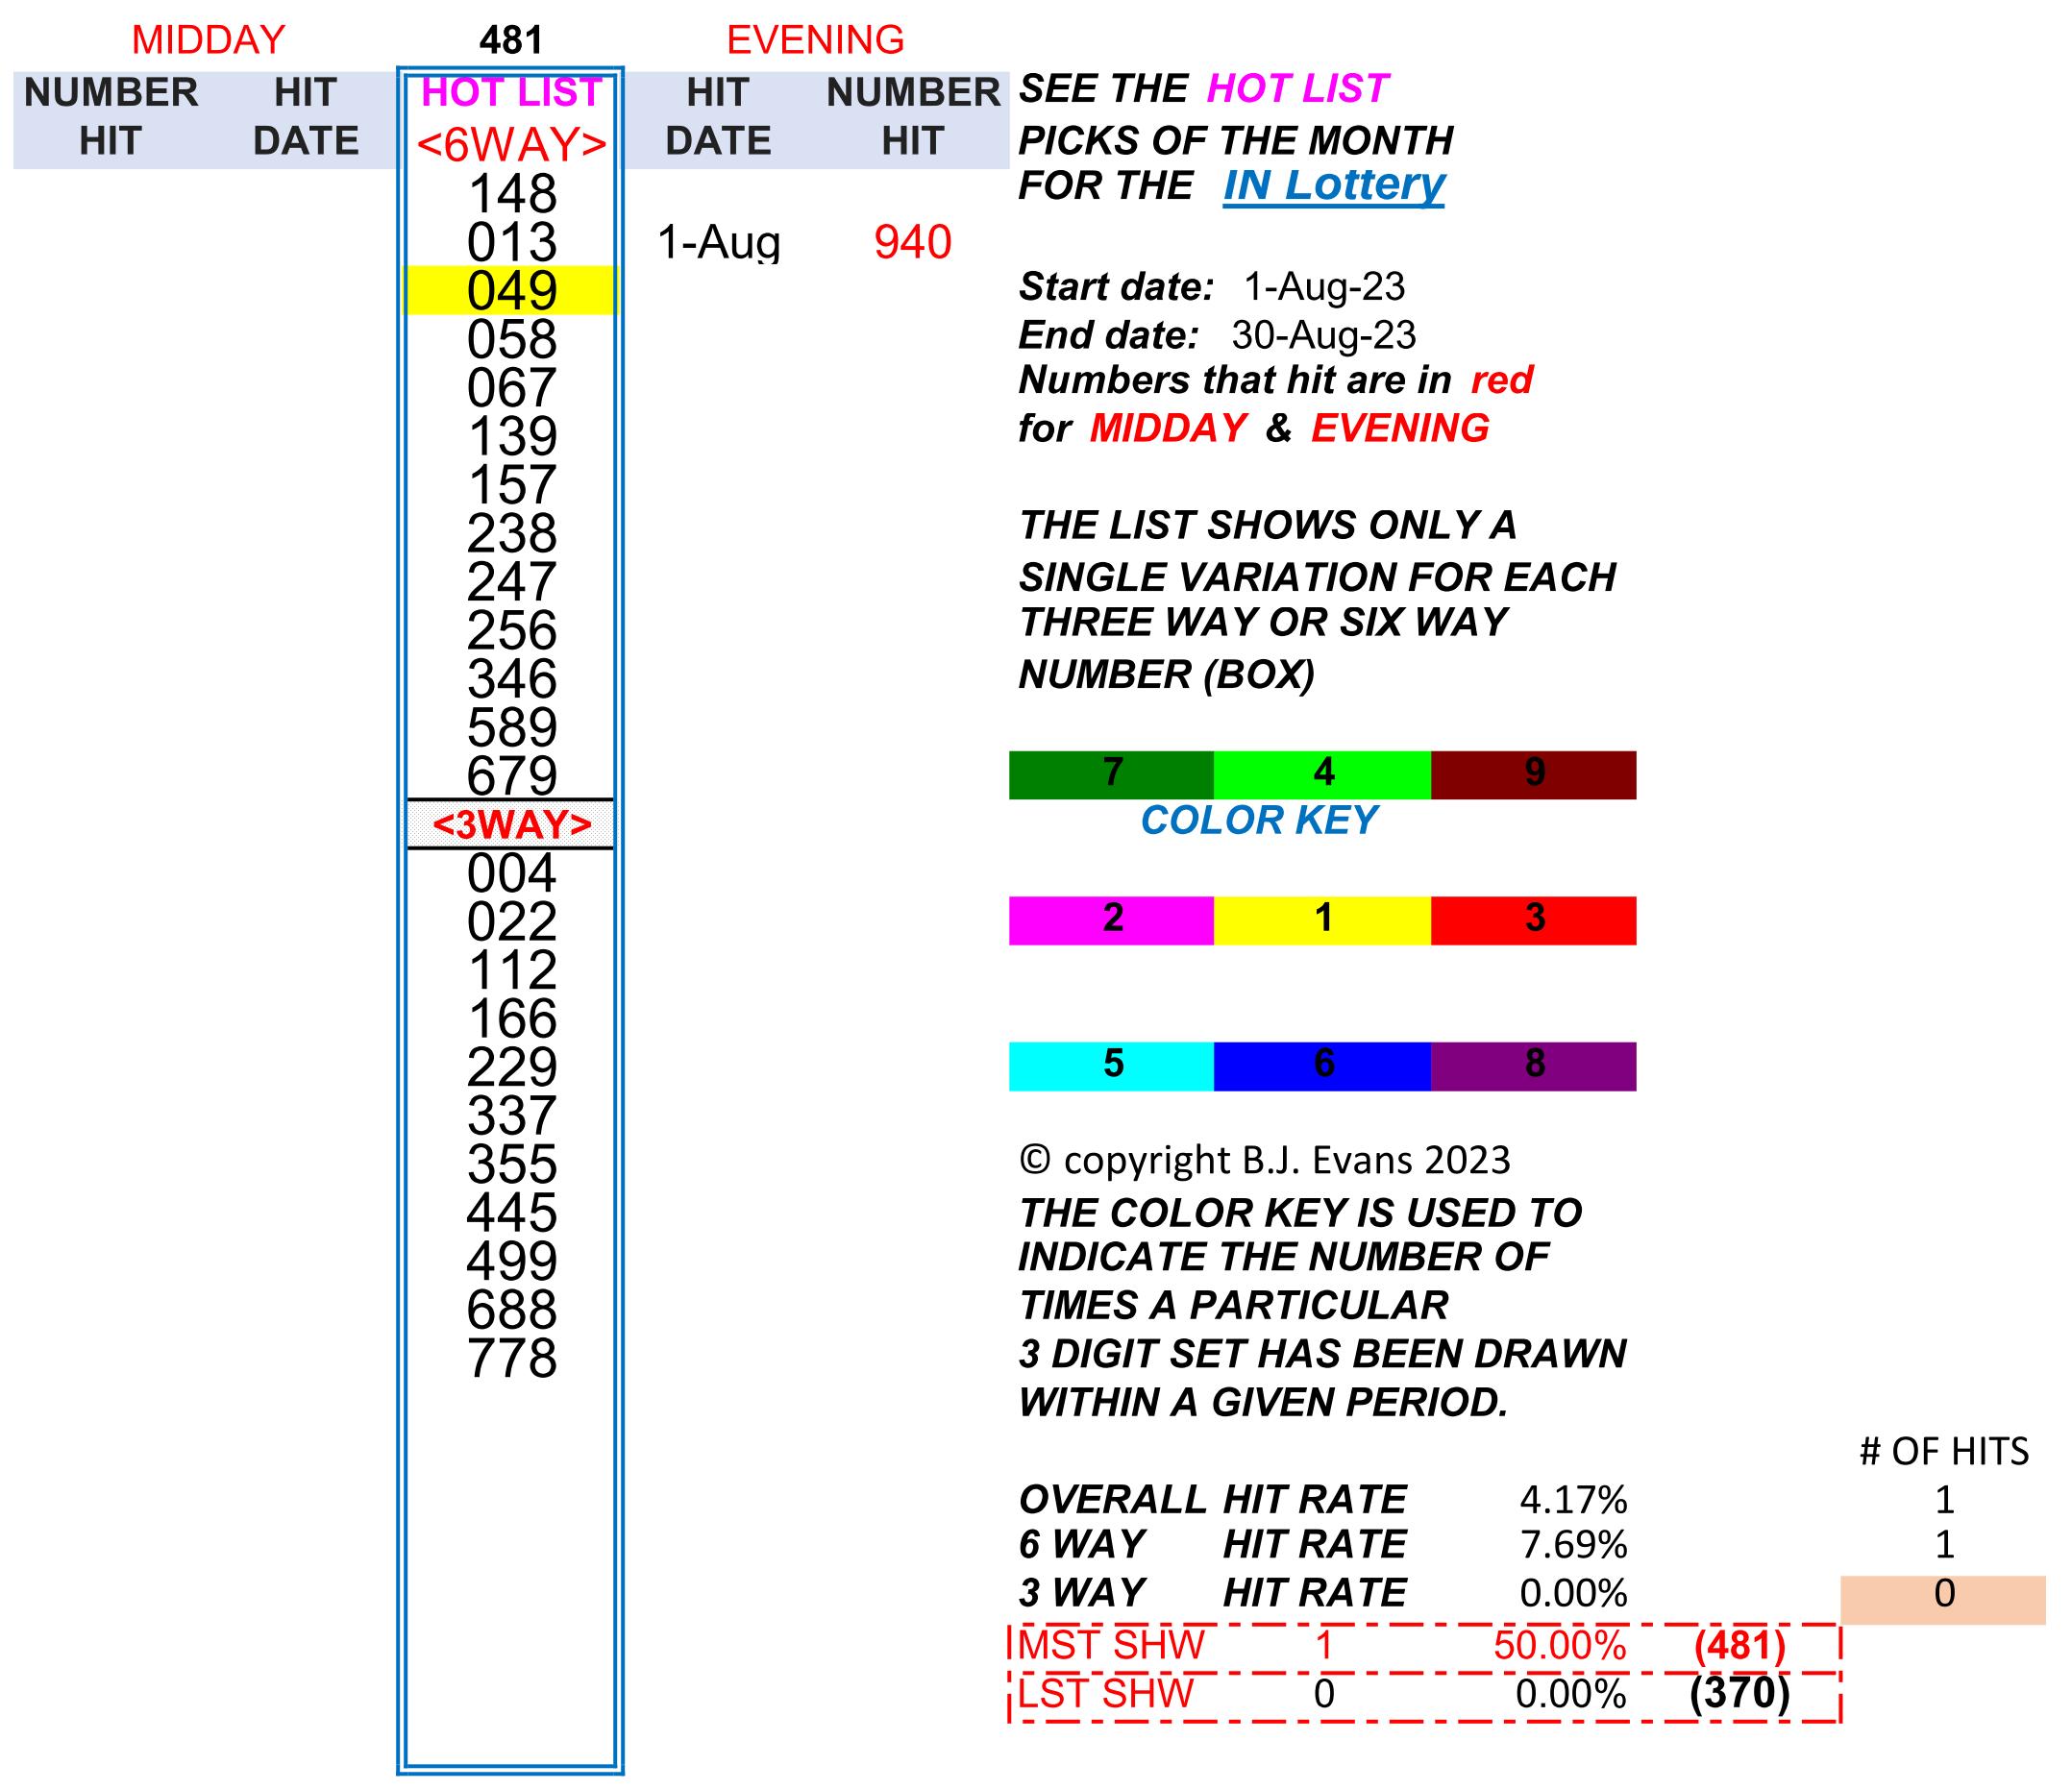 MIDDAY 481 EVENING
NUMBER HIT HOT LIST HIT NUMBER
HIT DATE <6WAY> DATE HIT
148
013 1-Aug 940
049
058
067
139
157
238
247
256
346
589
679
<3WAY>
004
022
112
166
229
337
355
445
499
688
778
SEE THE HOT LIST
PICKS OF THE MONTH
FOR THE IN Lottery
Start date: 1-Aug-23
End date: 30-Aug-23
Numbers that hit are in red
for MIDDAY & EVENING
THE LIST SHOWS ONLY A
SINGLE VARIATION FOR EACH
THREE WAY OR SIX WAY
NUMBER (BOX)
7 4 9
COLOR KEY
2 1 3
5 6 8
© copyright B.J. Evans 2023
THE COLOR KEY IS USED TO
INDICATE THE NUMBER OF
TIMES A PARTICULAR
3 DIGIT SET HAS BEEN DRAWN
WITHIN A GIVEN PERIOD.
# OF HITS
OVERALL HIT RATE 4.17% 1
6 WAY HIT RATE 7.69% 1
3 WAY HIT RATE 0.00% 0
MST SHW 1 50.00% (481)
LST SHW 0 0.00% (370)